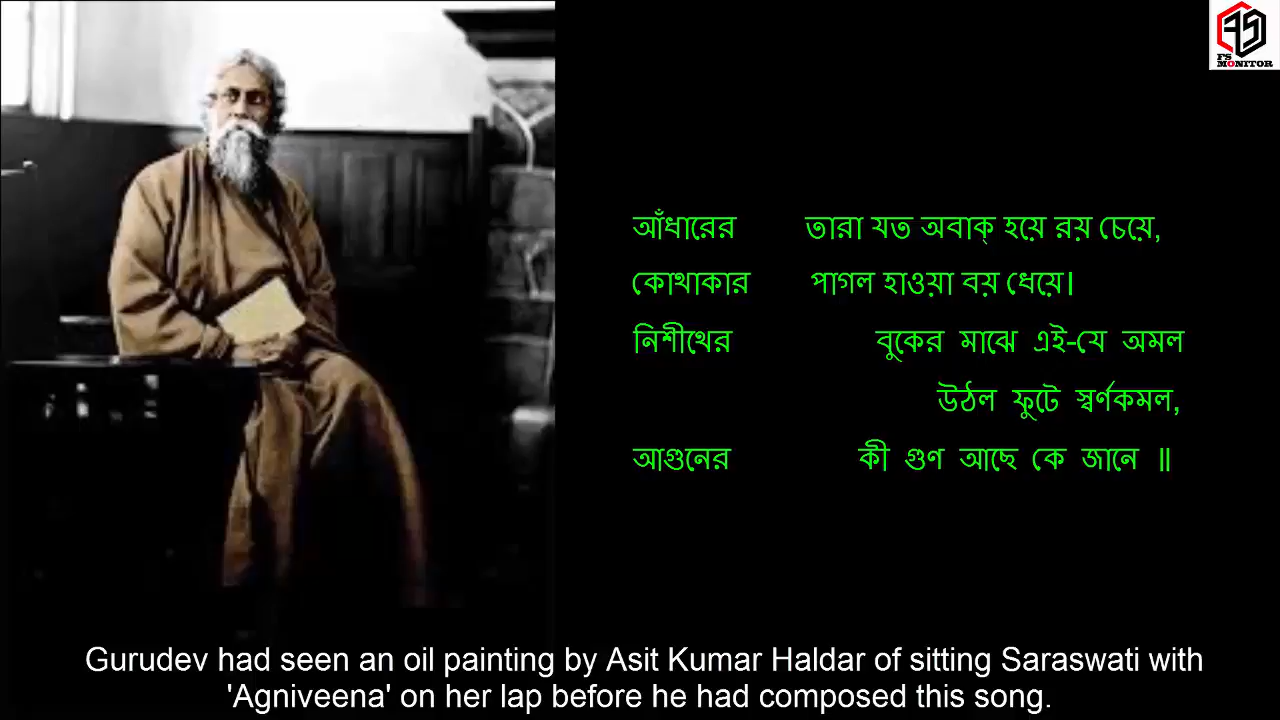 FS
MONITOR
আঁধারের তারা যত অবাক্ হয়ে রয় চেয়ে,
কোথাকার পাগল হাওয়া বয় ধেয়ে।
নিশীথের বুকের মাঝে এই-যে অমল
উঠল ফুটে স্বর্ণকমল,
আগুনের কী গুণ আছে কে জানে ॥
Gurudev had seen an oil painting by Asit Kumar Haldar of sitting Saraswati with
'Agniveena' on her lap before he had composed this song.